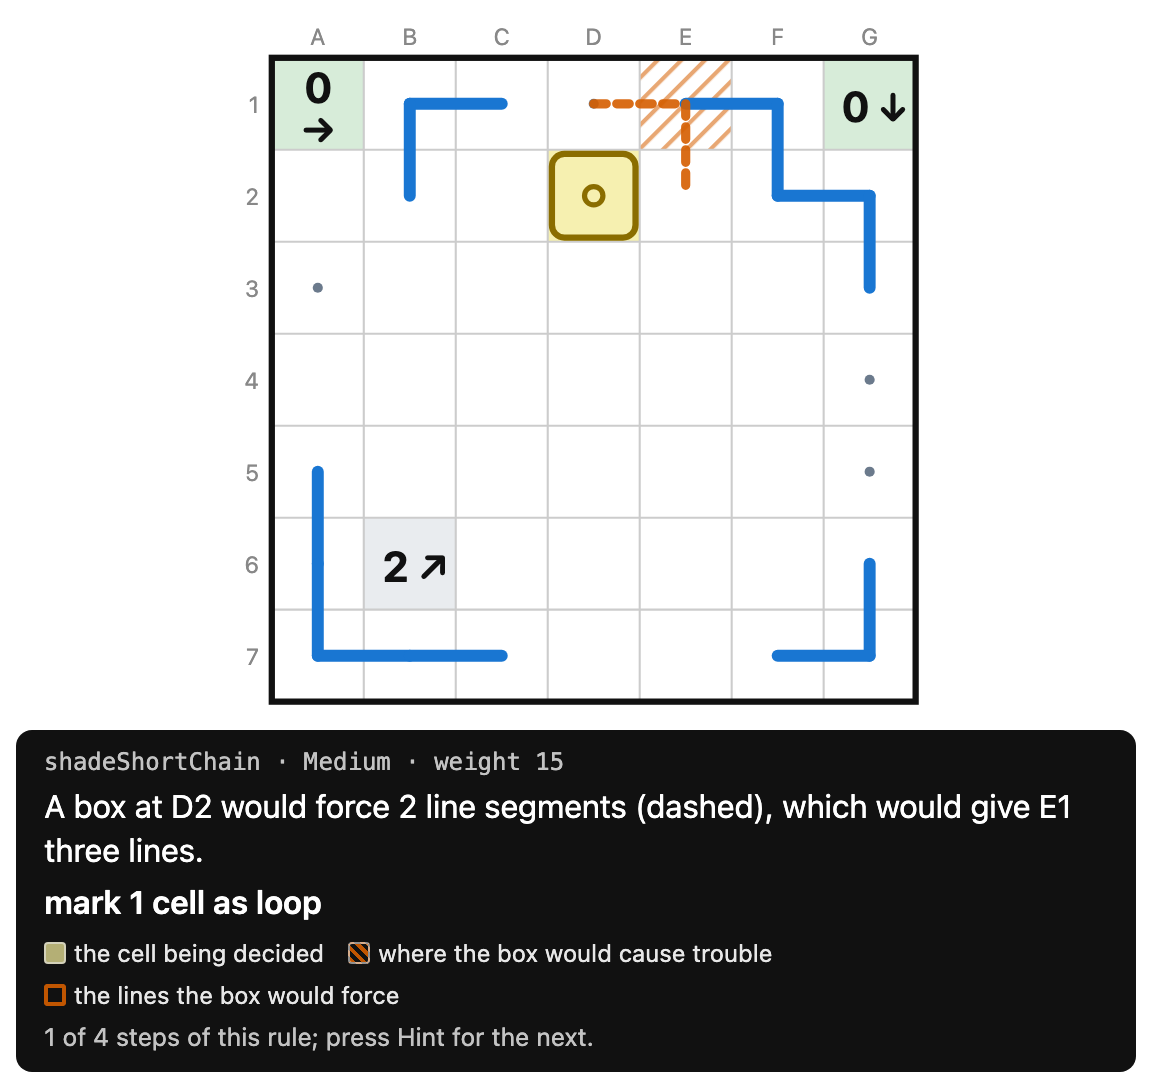 A B C D E F G
1 0 → 0 ↓
2
3
4
5
6 2 ↗
7
shadeShortChain · Medium · weight 15
A box at D2 would force 2 line segments (dashed), which would give E1
three lines.
mark 1 cell as loop
the cell being decided where the box would cause trouble
the lines the box would force
1 of 4 steps of this rule; press Hint for the next.